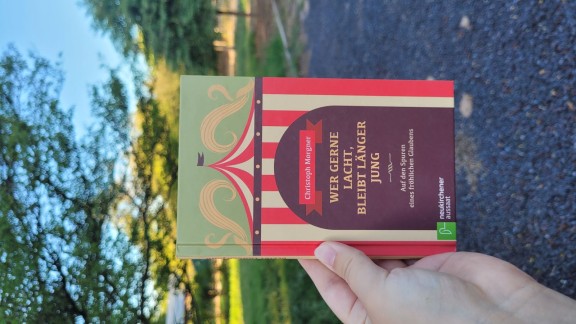 Christoph Morgner
WER GERNE
LACHT,
BLEIBT LÄNGER
JUNG
Auf den Spuren
eines fröhlichen Glaubens
neukirchener
aussaat